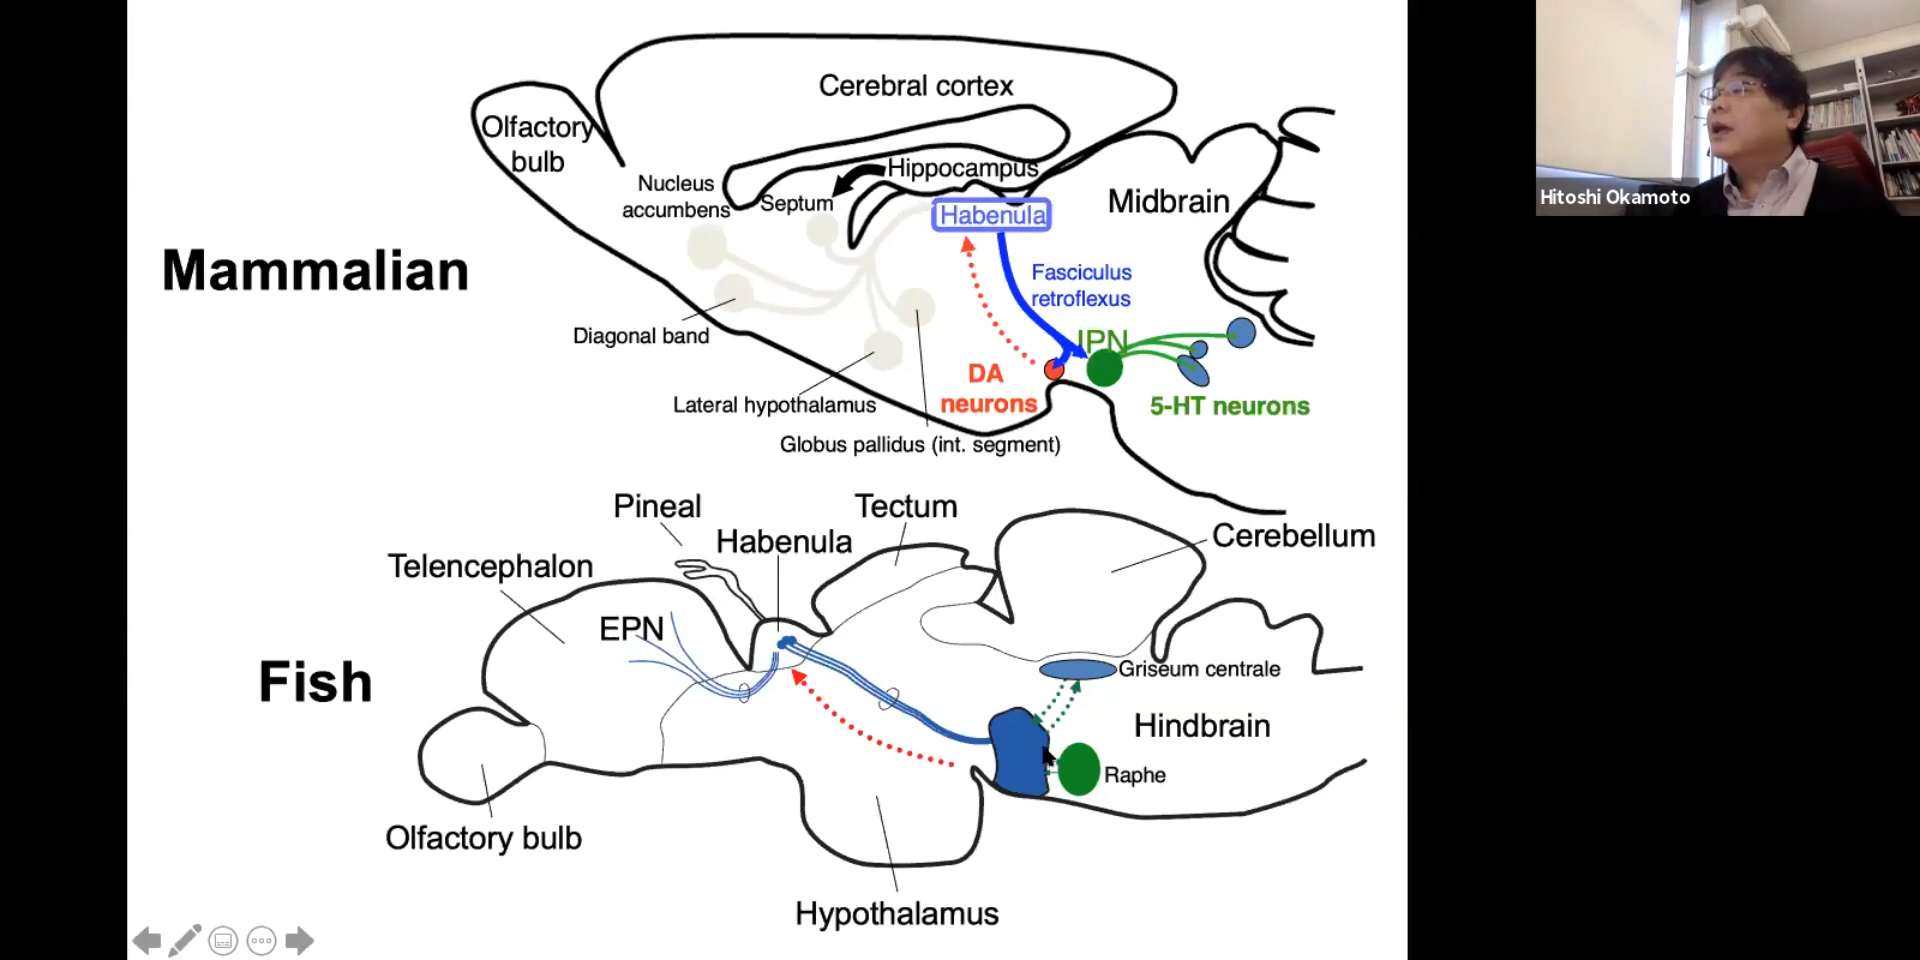 Cerebral cortex
Olfactory
bulb
Hippocampus
Nucleus
accumbens
Septum
Habenula
Midbrain
Mammalian
Fasciculus
retroflexus
Diagonal band
IPN
DA
neurons
5-HT neurons
Lateral hypothalamus
Globus pallidus (int. segment)
Pineal
Tectum
Habenula
Cerebellum
Telencephalon
EPN
Fish
Griseum centrale
Hindbrain
Raphe
Olfactory bulb
Hypothalamus
Hitoshi Okamoto